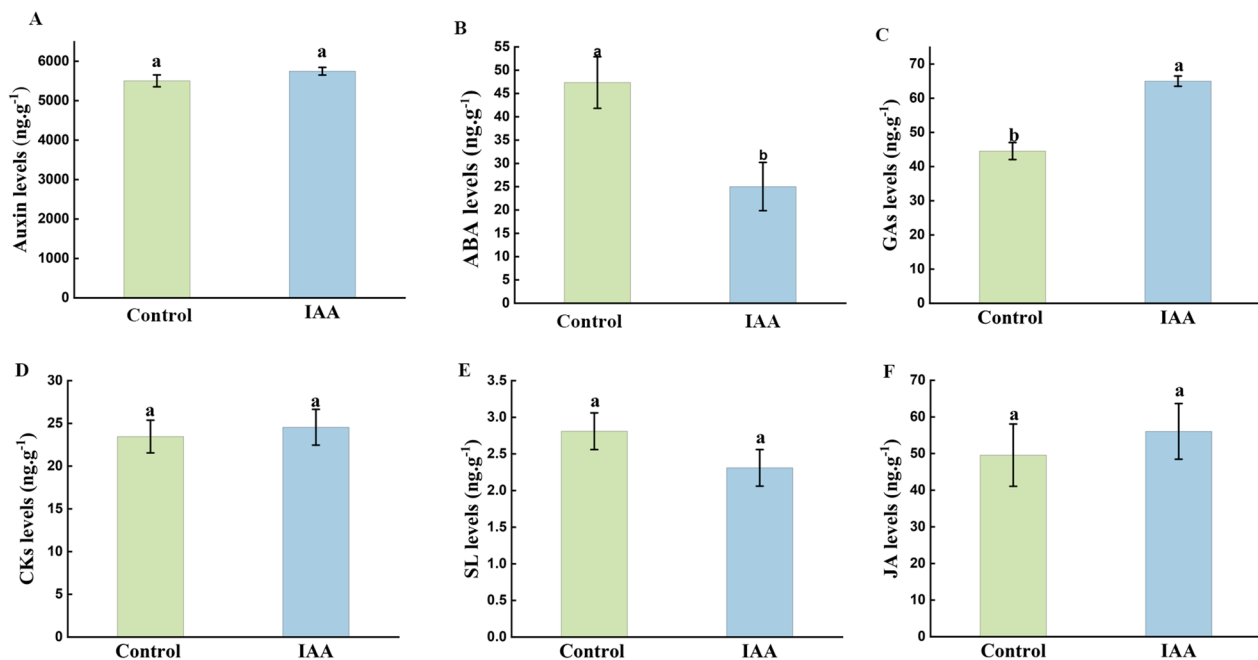 A
Auxin levels (ng.g-1)
6000
5000
4000
3000
2000
1000
0
a
a
Control
IAA
B
ABA levels (ng.g-1)
55
50
45
40
35
30
25
20
15
10
5
0
a
b
Control
IAA
C
GAs levels (ng.g-1)
70
60
50
40
30
20
10
0
b
a
Control
IAA
D
CKs levels (ng.g-1)
30
25
20
15
10
5
0
a
a
Control
IAA
E
SL levels (ng.g-1)
3.5
3.0
2.5
2.0
1.5
1.0
0.5
0.0
a
a
Control
IAA
F
JA levels (ng.g-1)
70
60
50
40
30
20
10
0
a
a
Control
IAA